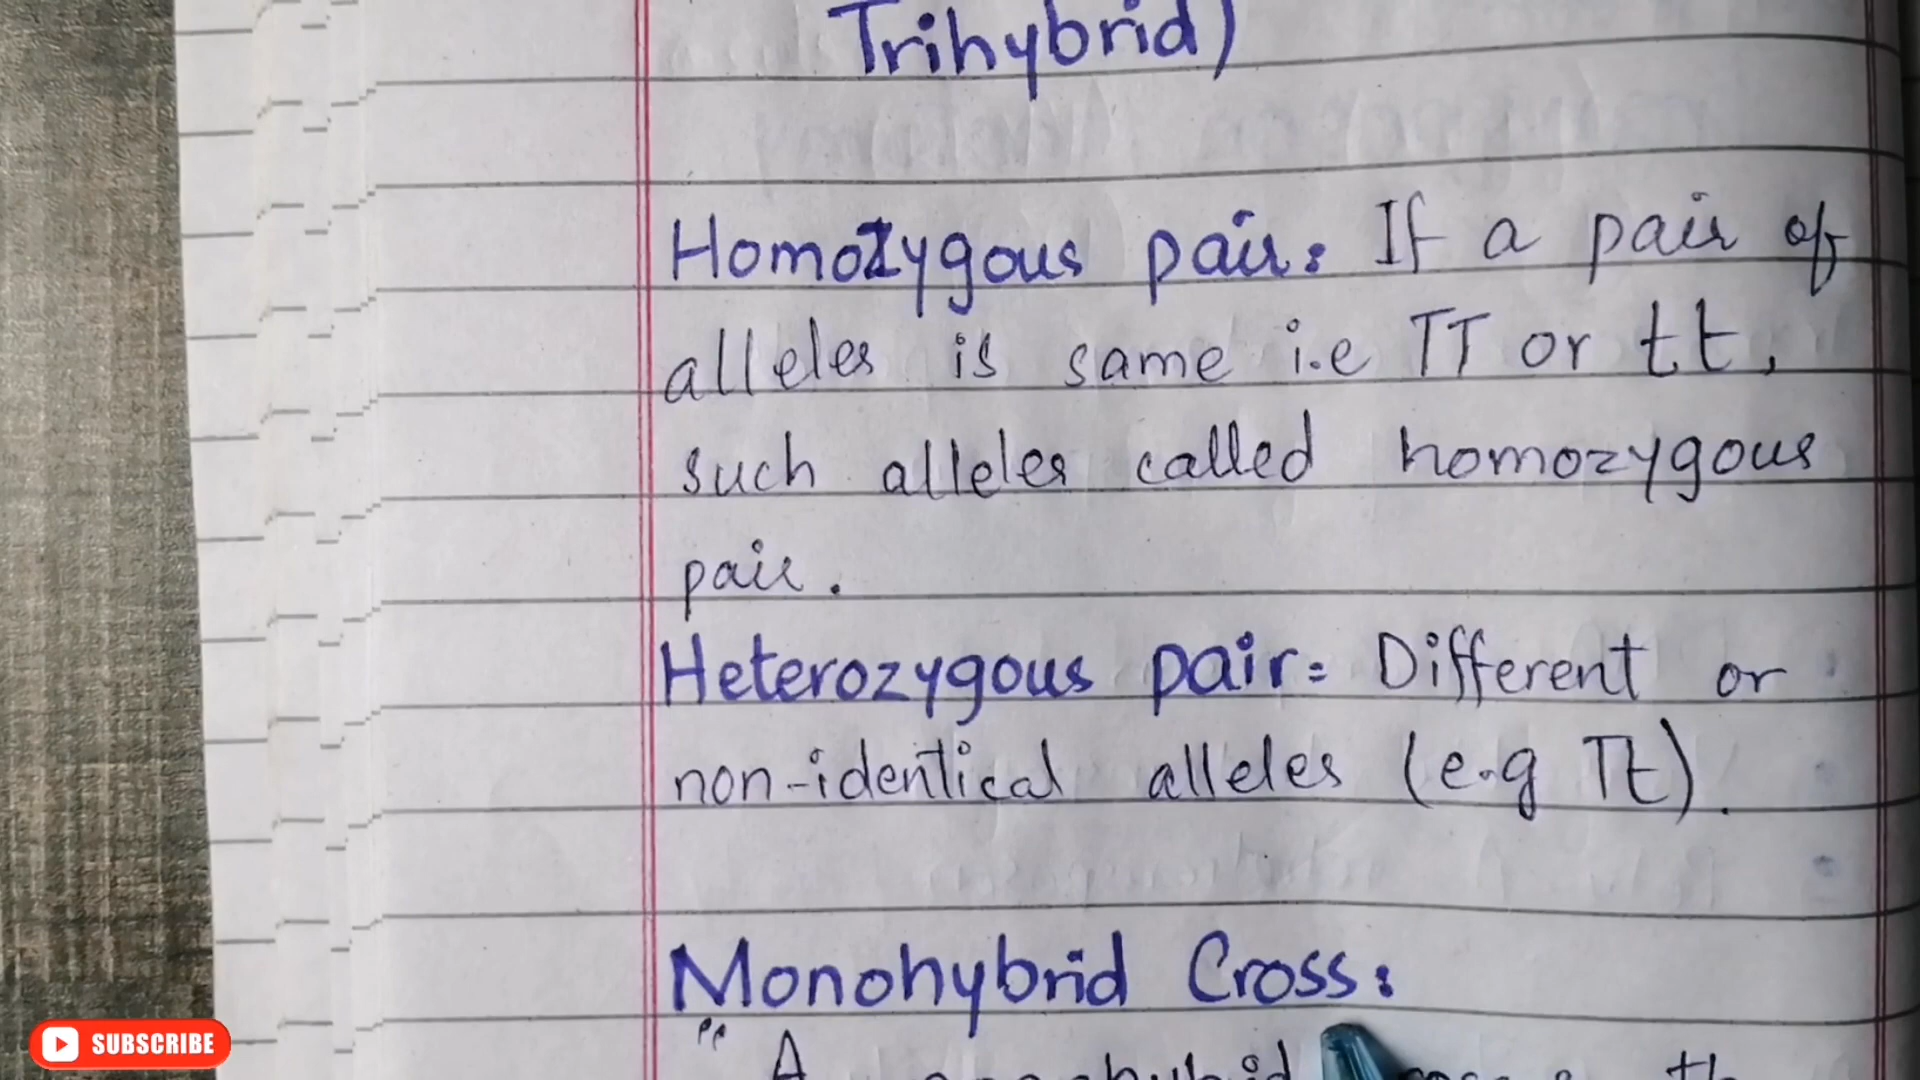 Trihybrid)
Homozygous pair: If a pair of
alleles is same i.e TT or tt,
such alleles called homozygous
pair.
Heterozygous pair: Different or
non-identical alleles (e.g Tt).
Monohybrid Cross:
" A
SUBSCRIBE